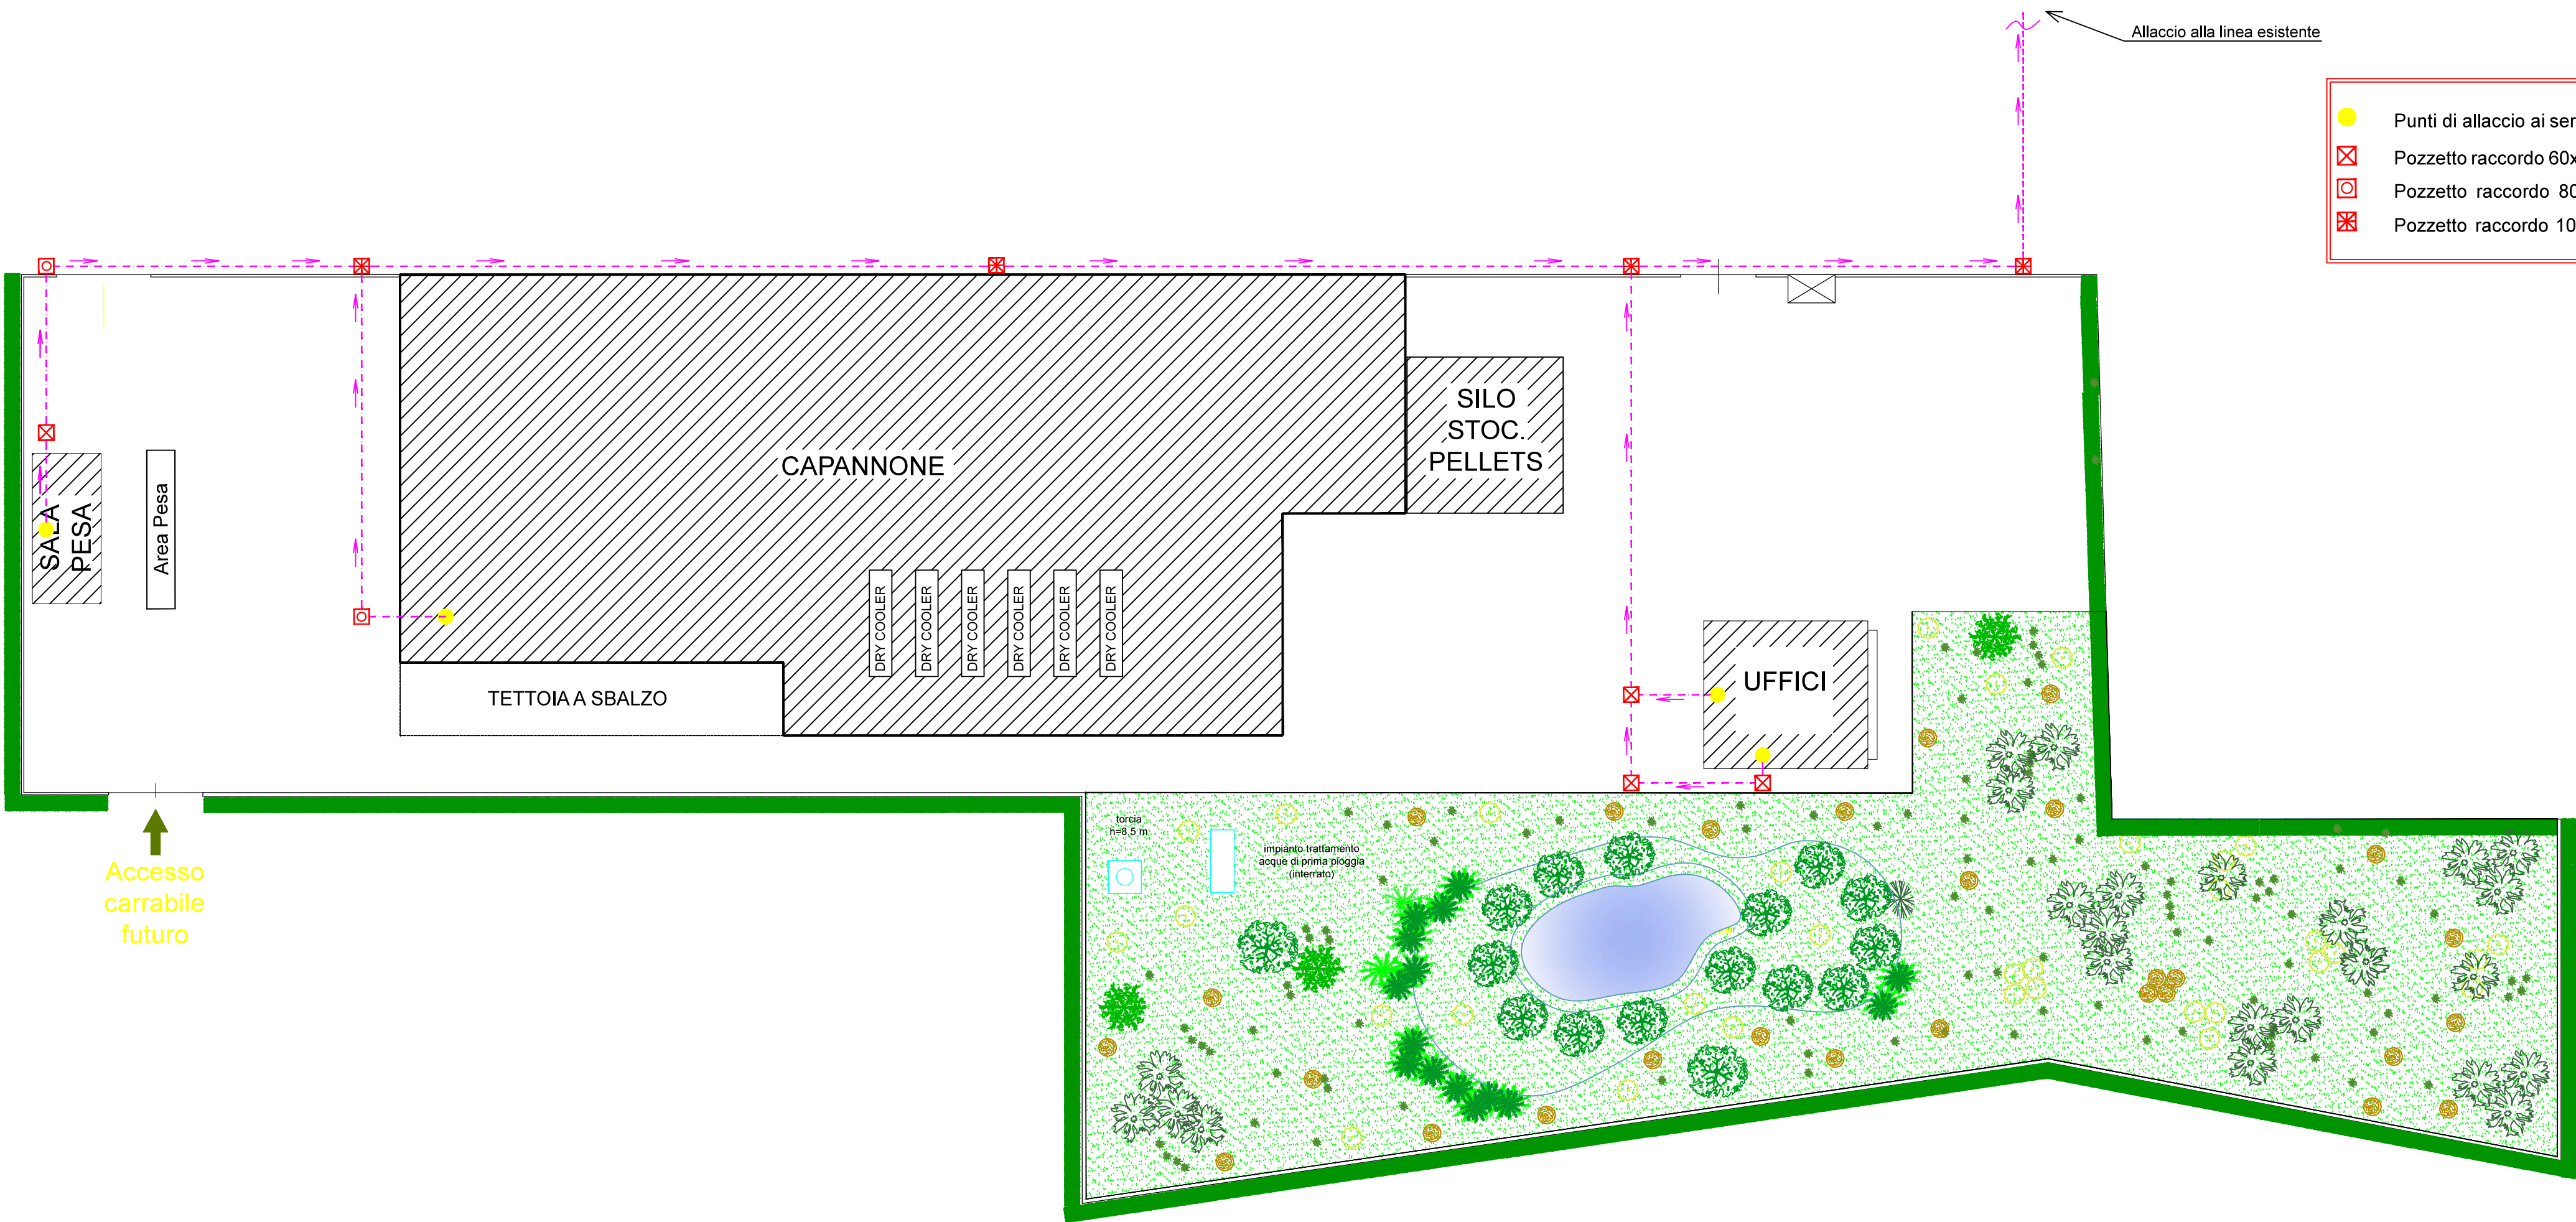 Allaccio alla linea esistente
Punti di allaccio ai ser
Pozzetto raccordo 60x
Pozzetto raccordo 80
Pozzetto raccordo 10
SALA
PESA
Area Pesa
CAPANNONE
SILO
STOC.
PELLETS
DRY COOLER
DRY COOLER
DRY COOLER
DRY COOLER
DRY COOLER
DRY COOLER
TETTOIA A SBALZO
UFFICI
Accesso
carrabile
futuro
torcia
h=8,5 m
impianto trattamento
acque di prima pioggia
(interrato)